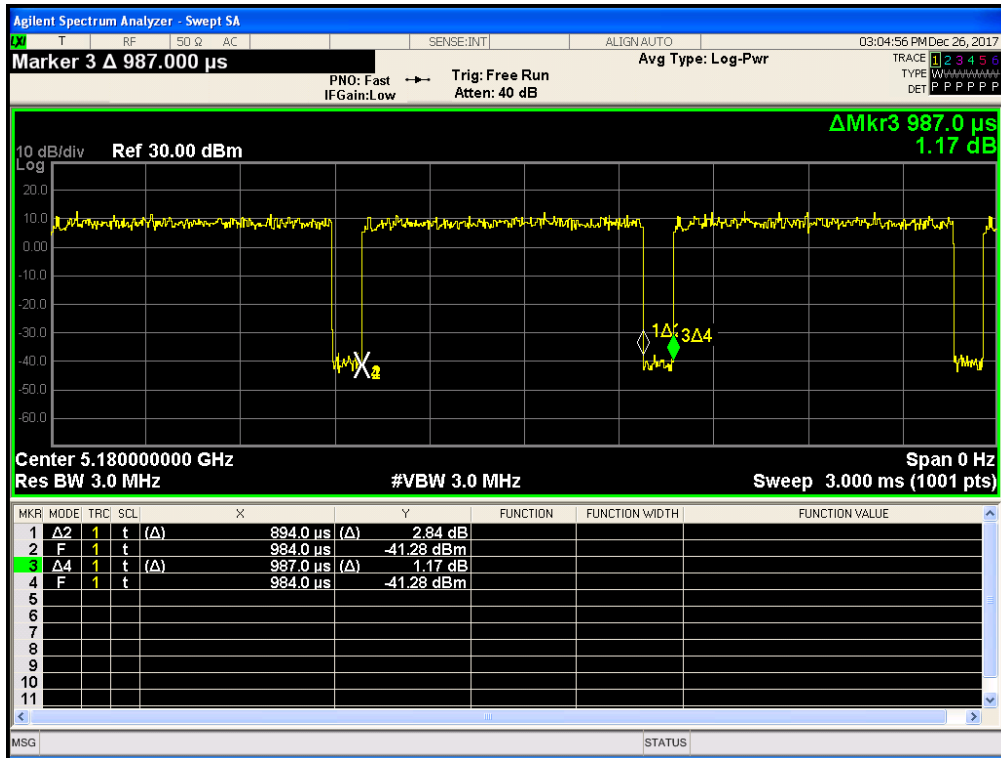 Agilent Spectrum Analyzer - Swept SA
LXI T RF 50 Ω AC SENSE:INT ALIGN AUTO 03:04:56 PM Dec 26, 2017
Marker 3 Δ 987.000 µs
PNO: Fast
IFGain:Low
Trig: Free Run
Atten: 40 dB
Avg Type: Log-Pwr
TRACE 1 2 3 4 5 6
TYPE WWWWWW
DET P P P P P P
ΔMkr3 987.0 µs
1.17 dB
10 dB/div Ref 30.00 dBm
Log
20.0
10.0
0.00
-10.0
-20.0
-30.0
-40.0
-50.0
-60.0
3Δ4
Center 5.180000000 GHz Span 0 Hz
Res BW 3.0 MHz #VBW 3.0 MHz Sweep 3.000 ms (1001 pts)
MKR MODE TRC SCL X Y FUNCTION FUNCTION WIDTH FUNCTION VALUE
1 Δ2 1 t (Δ) 894.0 µs (Δ) 2.84 dB
2 F 1 t 984.0 µs -41.28 dBm
3 Δ4 1 t (Δ) 987.0 µs (Δ) 1.17 dB
4 F 1 t 984.0 µs -41.28 dBm
5
6
7
8
9
10
11
MSG STATUS